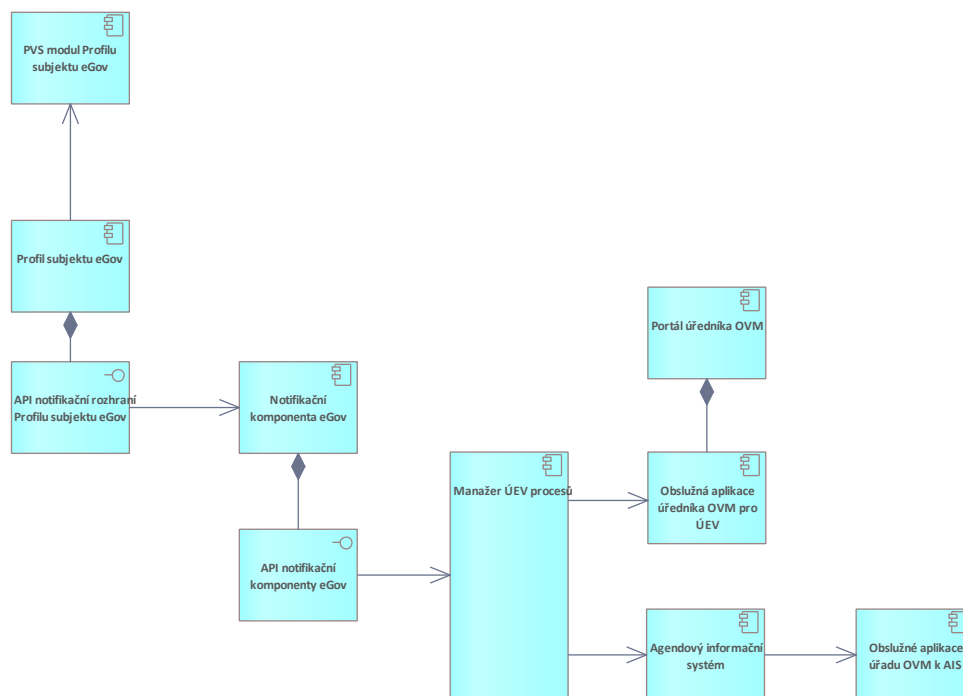 PVS modul Profilu
subjektu eGov
Profil subjektu eGov
API notifikační rozhraní
Profilu subjektu eGov
Notifikační
komponenta eGov
Portál úředníka OVM
Manažer ÚEV procesů
Obslužná aplikace
úředníka OVM pro
ÚEV
API notifikační
komponenty eGov
Agendový informační
systém
Obslužné aplikace
úřadu OVM k AIS